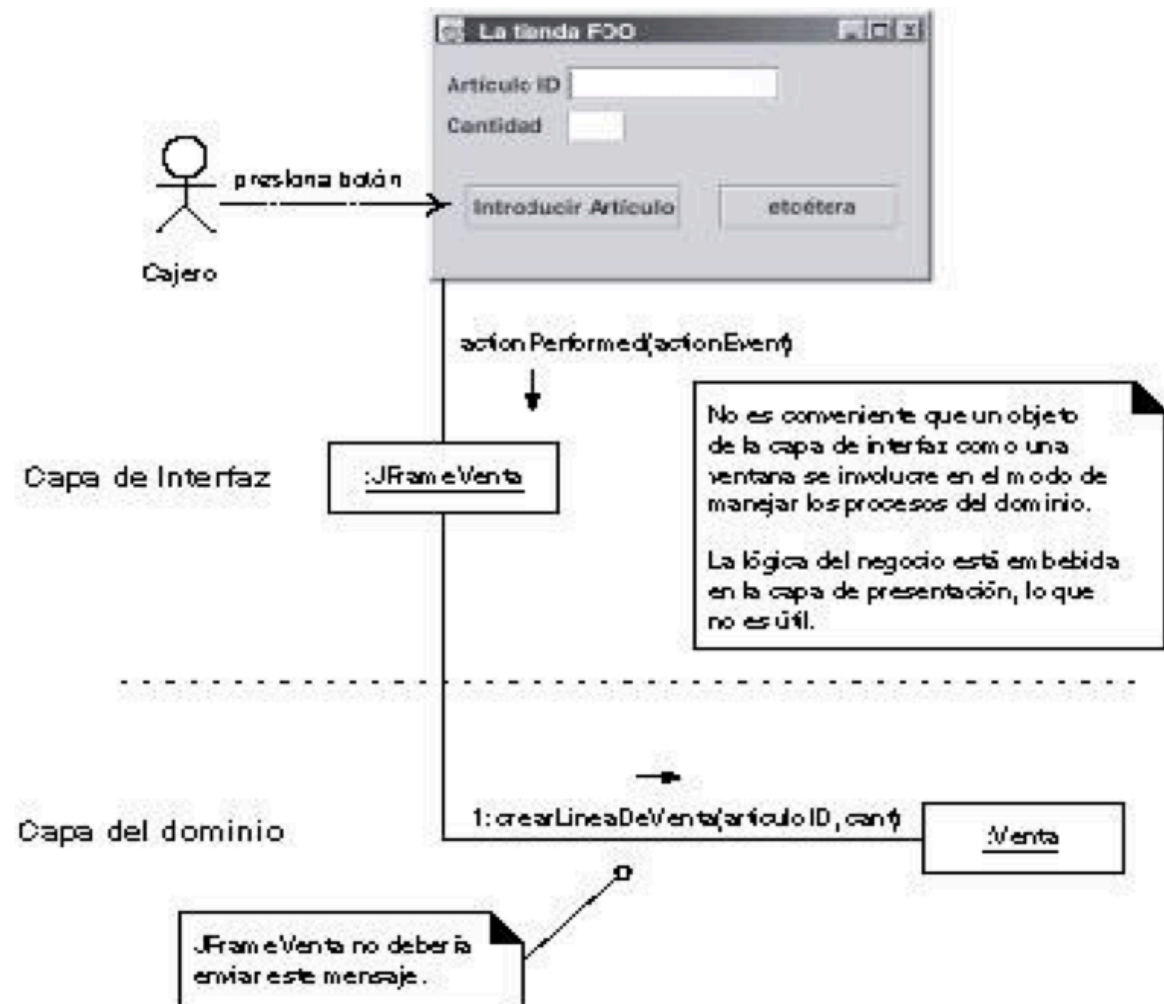 La tienda FOO
Artículo ID
Cantidad
presiona botón
Introducir Artículo
etcétera
Cajero
actionPerformed(actionEvent)
No es conveniente que un objeto
de la capa de interfaz como una
ventana se involucre en el modo de
manejar los procesos del dominio.
La lógica del negocio está embebida
en la capa de presentación, lo que
no es útil.
Capa de Interfaz
:JFrameVenta
1: crearLineaDeVenta(artículoID, cant)
Capa del dominio
:Venta
JFrameVenta no debería
enviar este mensaje.